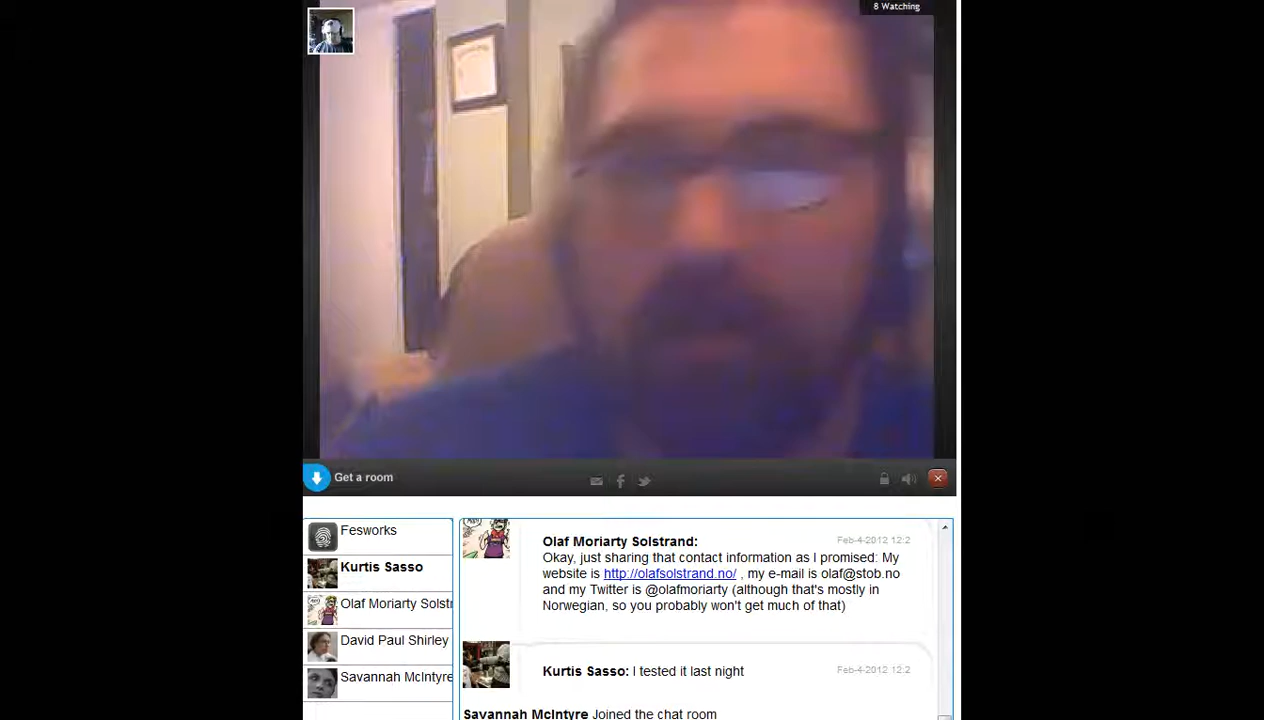 8 Watching
Get a room
Fesworks
Kurtis Sasso
Olaf Moriarty Solstr
David Paul Shirley
Savannah McIntyre
Olaf Moriarty Solstrand:
Feb-4-2012 12:2
Okay, just sharing that contact information as I promised: My
website is http://olafsolstrand.no/ , my e-mail is olaf@stob.no
and my Twitter is @olafmoriarty (although that's mostly in
Norwegian, so you probably won't get much of that)
Kurtis Sasso: I tested it last night
Feb-4-2012 12:2
Savannah McIntyre Joined the chat room